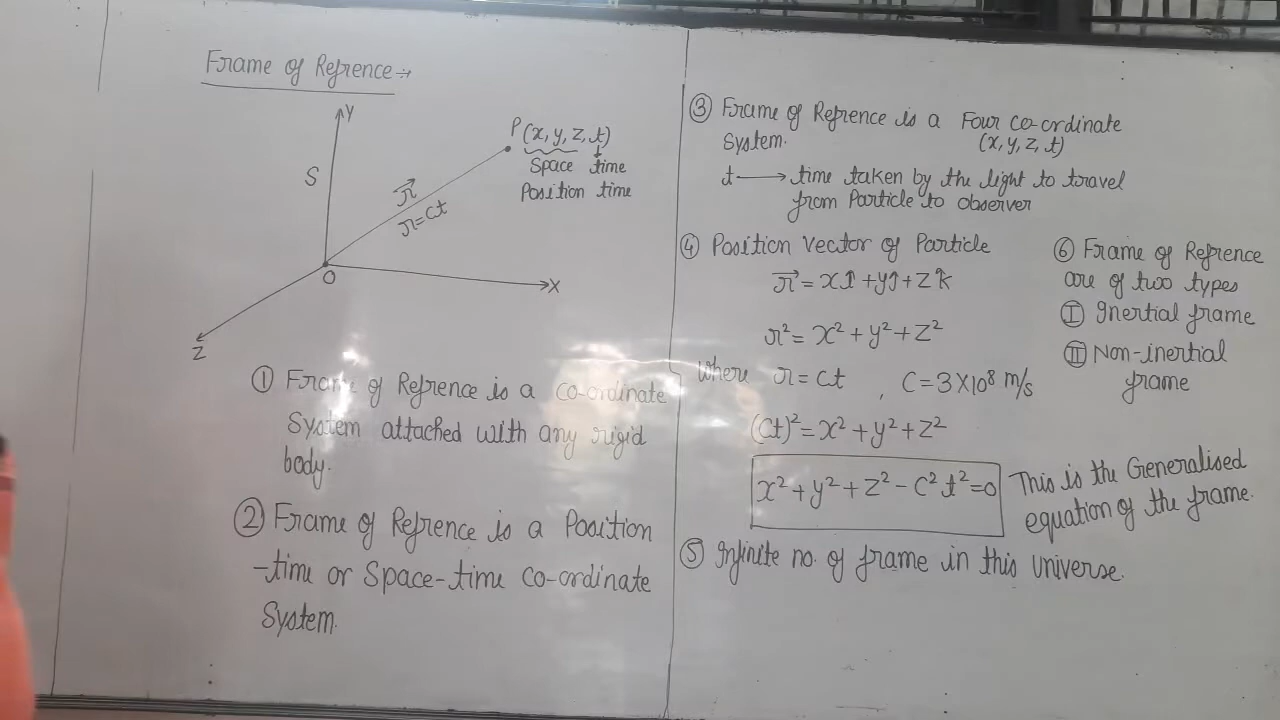 Frame of Refrence →
Y
P(x, y, z, t)
Space time
Position time
S
r⃗
r=ct
O
X
Z
① Frame of Refrence is a co-ordinate
System attached with any rigid
body.
② Frame of Refrence is a Position
-time or Space-time co-ordinate
System.
③ Frame of Refrence is a Four co-ordinate
System. (x, y, z, t)
t → time taken by the light to travel
from Particle to observer
④ Position vector of Particle
r⃗ = xî + yĵ + zk̂
r² = x² + y² + z²
where r = ct , C = 3×10⁸ m/s
(ct)² = x² + y² + z²
x² + y² + z² - c² t² = 0 This is the Generalised
equation of the frame.
⑤ Infinite no. of frame in this universe.
⑥ Frame of Refrence
are of two types
Ⓘ Inertial frame
Ⓘ Non-inertial
frame